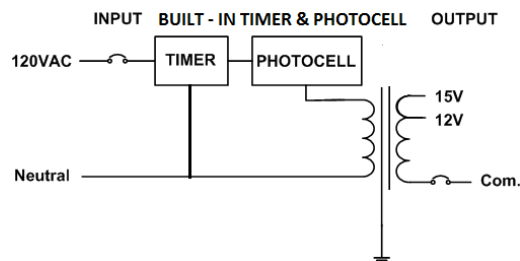 INPUT BUILT - IN TIMER & PHOTOCELL OUTPUT
120VAC TIMER PHOTOCELL
15V
12V
Neutral Com.